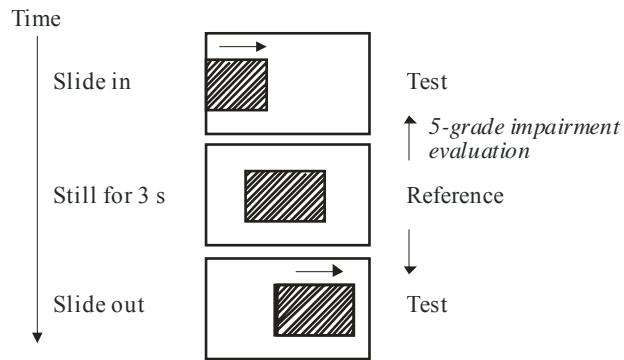 Time
Slide in
Test
5-grade impairment
evaluation
Still for 3 s
Reference
Slide out
Test